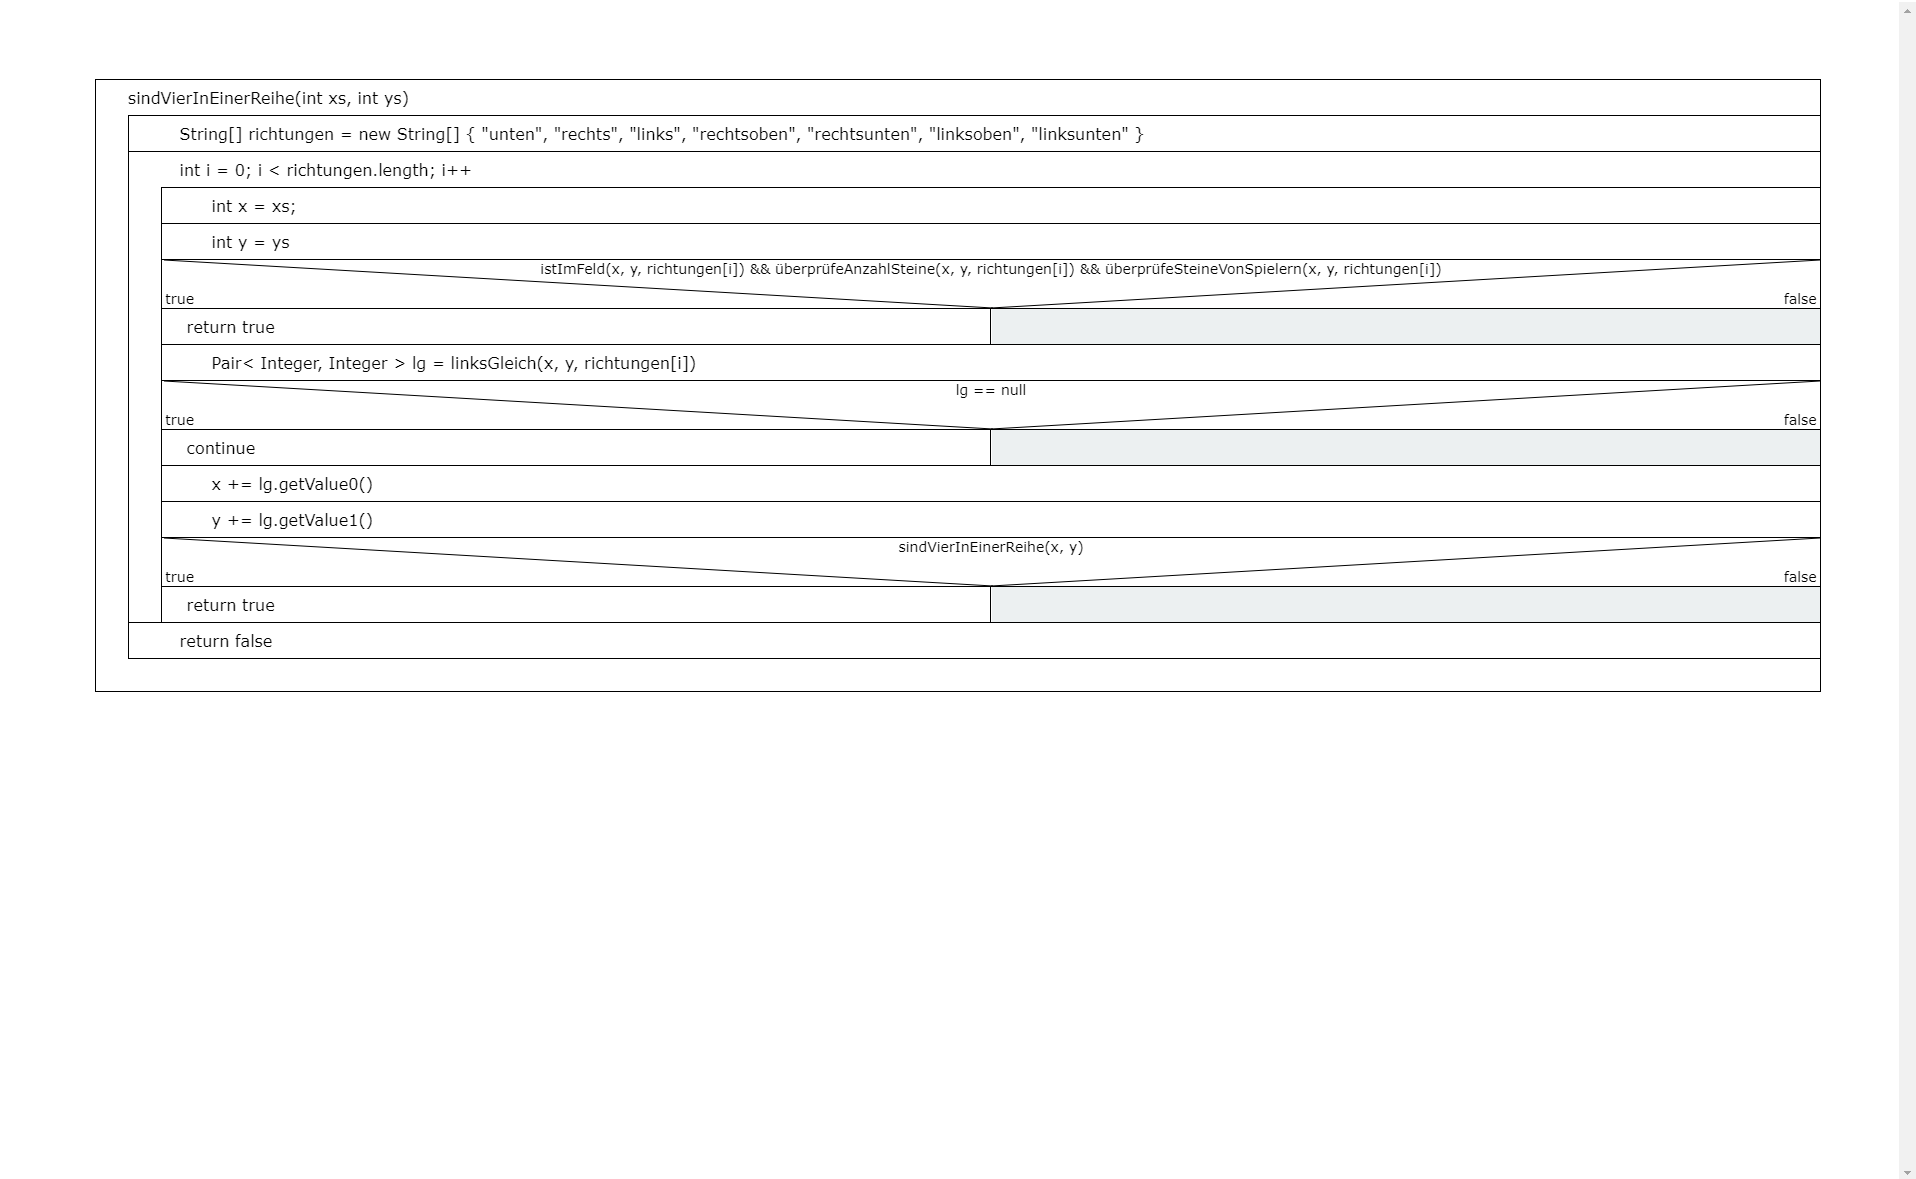 sindVierInEinerReihe(int xs, int ys)
String[] richtungen = new String[] { "unten", "rechts", "links", "rechtsoben", "rechtsunten", "linksoben", "linksunten" }
int i = 0; i < richtungen.length; i++
int x = xs;
int y = ys
istImFeld(x, y, richtungen[i]) && überprüfeAnzahlSteine(x, y, richtungen[i]) && überprüfeSteineVonSpielern(x, y, richtungen[i])
true false
return true
Pair< Integer, Integer > lg = linksGleich(x, y, richtungen[i])
lg == null
true false
continue
x += lg.getValue0()
y += lg.getValue1()
sindVierInEinerReihe(x, y)
true false
return true
return false